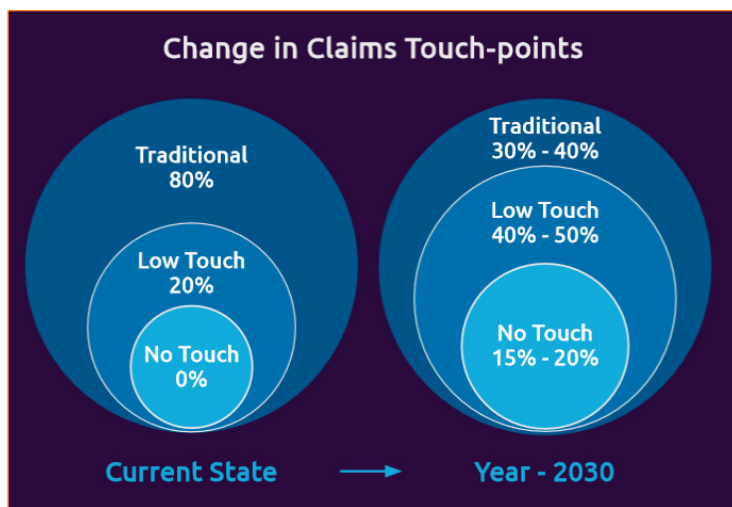 Change in Claims Touch-points
Traditional
80%
Low Touch
20%
No Touch
0%
Current State
Traditional
30% - 40%
Low Touch
40% - 50%
No Touch
15% - 20%
Year - 2030